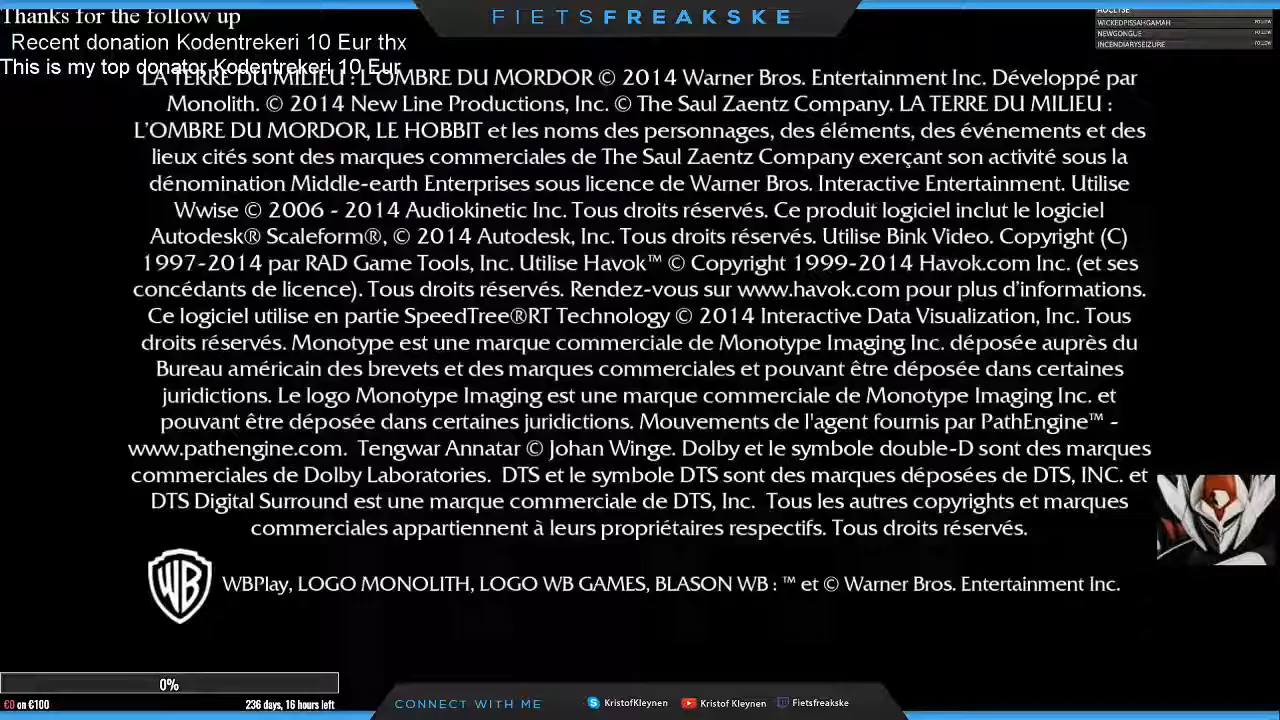 Thanks for the follow up
Recent donation Kodentrekeri 10 Eur thx
This is my top donator Kodentrekeri 10 Eur
FIETSFREAKSKE
WICKEDPISSAHGAMAH FOLLOW
NEWGONGUE FOLLOW
INCENDIARYSEIZURE FOLLOW
LA TERRE DU MILIEU : L'OMBRE DU MORDOR © 2014 Warner Bros. Entertainment Inc. Développé par
Monolith. © 2014 New Line Productions, Inc. © The Saul Zaentz Company. LA TERRE DU MILIEU :
L'OMBRE DU MORDOR, LE HOBBIT et les noms des personnages, des éléments, des événements et des
lieux cités sont des marques commerciales de The Saul Zaentz Company exerçant son activité sous la
dénomination Middle-earth Enterprises sous licence de Warner Bros. Interactive Entertainment. Utilise
Wwise © 2006 - 2014 Audiokinetic Inc. Tous droits réservés. Ce produit logiciel inclut le logiciel
Autodesk® Scaleform®, © 2014 Autodesk, Inc. Tous droits réservés. Utilise Bink Video. Copyright (C)
1997-2014 par RAD Game Tools, Inc. Utilise Havok™ © Copyright 1999-2014 Havok.com Inc. (et ses
concédants de licence). Tous droits réservés. Rendez-vous sur www.havok.com pour plus d'informations.
Ce logiciel utilise en partie SpeedTree®RT Technology © 2014 Interactive Data Visualization, Inc. Tous
droits réservés. Monotype est une marque commerciale de Monotype Imaging Inc. déposée auprès du
Bureau américain des brevets et des marques commerciales et pouvant être déposée dans certaines
juridictions. Le logo Monotype Imaging est une marque commerciale de Monotype Imaging Inc. et
pouvant être déposée dans certaines juridictions. Mouvements de l'agent fournis par PathEngine™ -
www.pathengine.com. Tengwar Annatar © Johan Winge. Dolby et le symbole double-D sont des marques
commerciales de Dolby Laboratories. DTS et le symbole DTS sont des marques déposées de DTS, INC. et
DTS Digital Surround est une marque commerciale de DTS, Inc. Tous les autres copyrights et marques
commerciales appartiennent à leurs propriétaires respectifs. Tous droits réservés.
WB
WBPlay, LOGO MONOLITH, LOGO WB GAMES, BLASON WB : ™ et © Warner Bros. Entertainment Inc.
0%
€0 on €100 236 days, 16 hours left
CONNECT WITH ME KristofKleynen Kristof Kleynen Fietsfreakske